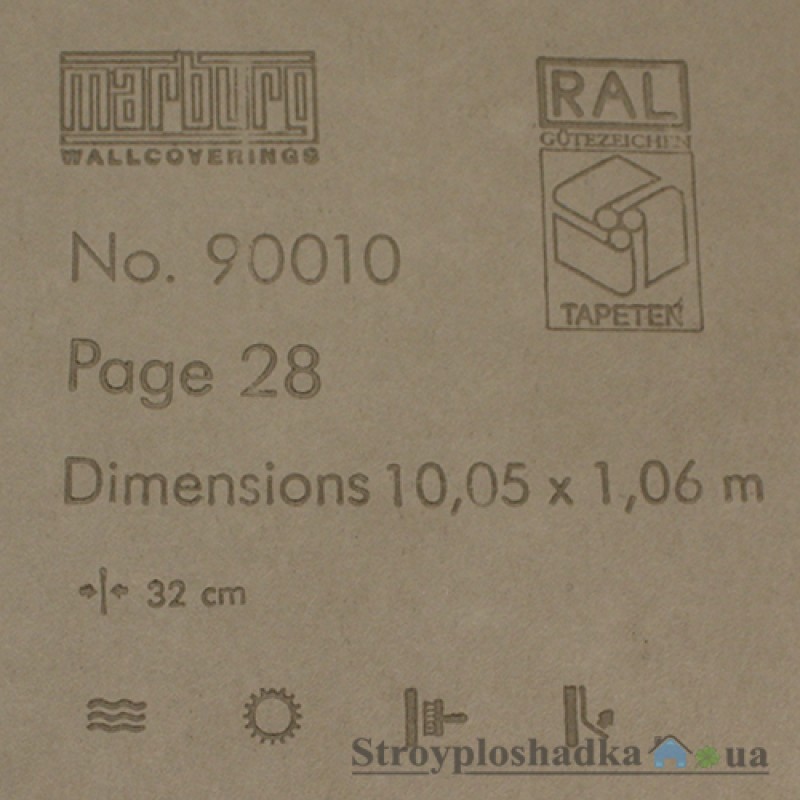 marburg
WALLCOVERINGS
RAL
GÜTEZEICHEN
TAPETEN
No. 90010
Page 28
Dimensions 10,05 x 1,06 m
32 cm
Stroyploshadka ua